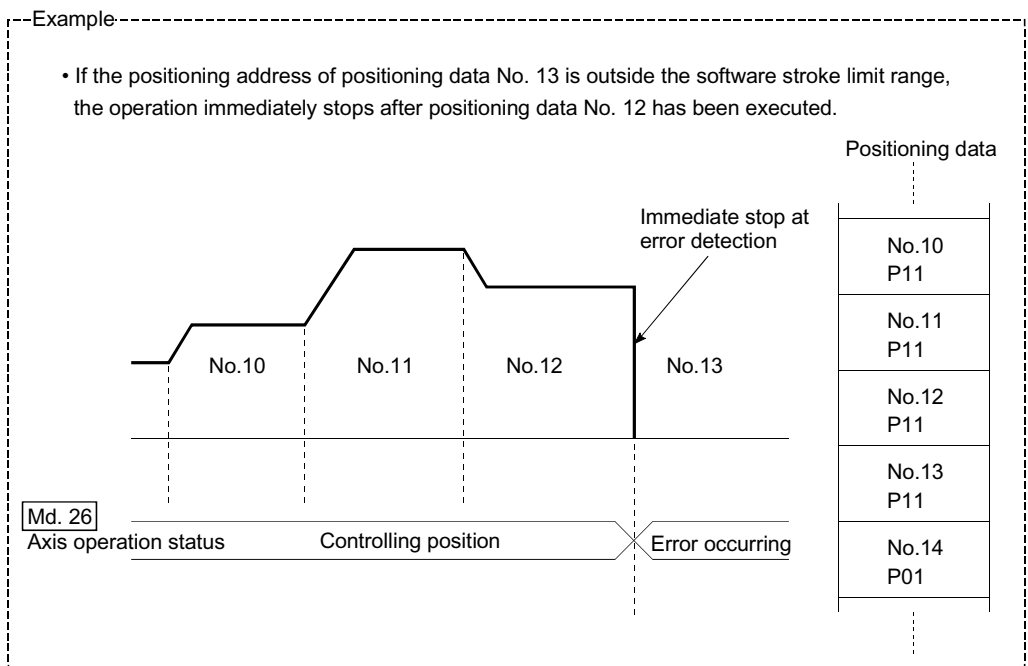 Example
• If the positioning address of positioning data No. 13 is outside the software stroke limit range,
the operation immediately stops after positioning data No. 12 has been executed.
Positioning data
Immediate stop at
error detection
No.10
No.11
No.12
No.13
No.10
P11
No.11
P11
No.12
P11
No.13
P11
No.14
P01
Md. 26
Axis operation status
Controlling position
Error occurring